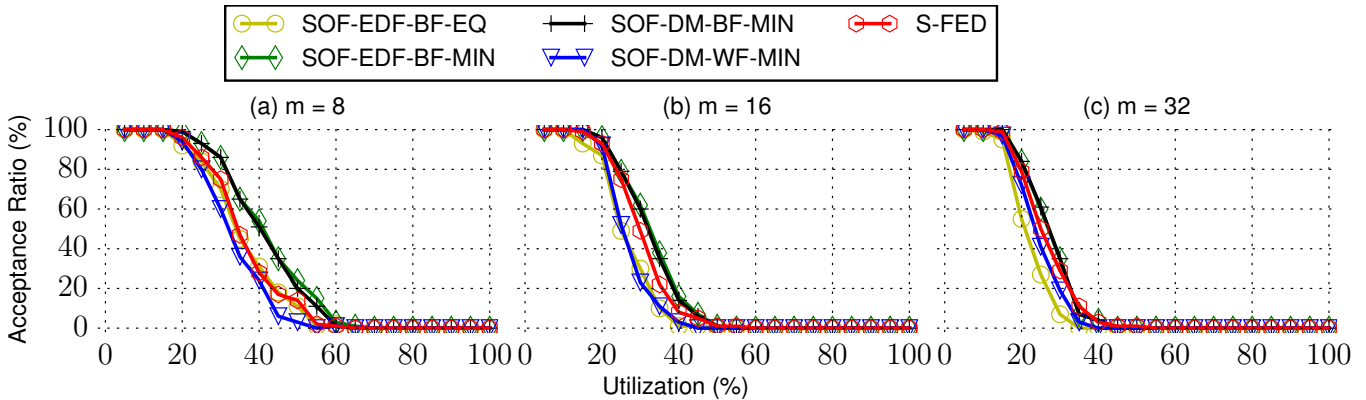 SOF-EDF-BF-EQ SOF-DM-BF-MIN S-FED
SOF-EDF-BF-MIN SOF-DM-WF-MIN
(a) m = 8 (b) m = 16 (c) m = 32
Acceptance Ratio (%)
100
80
60
40
20
0
0 20 40 60 80 100 0 20 40 60 80 100 0 20 40 60 80 100
Utilization (%)